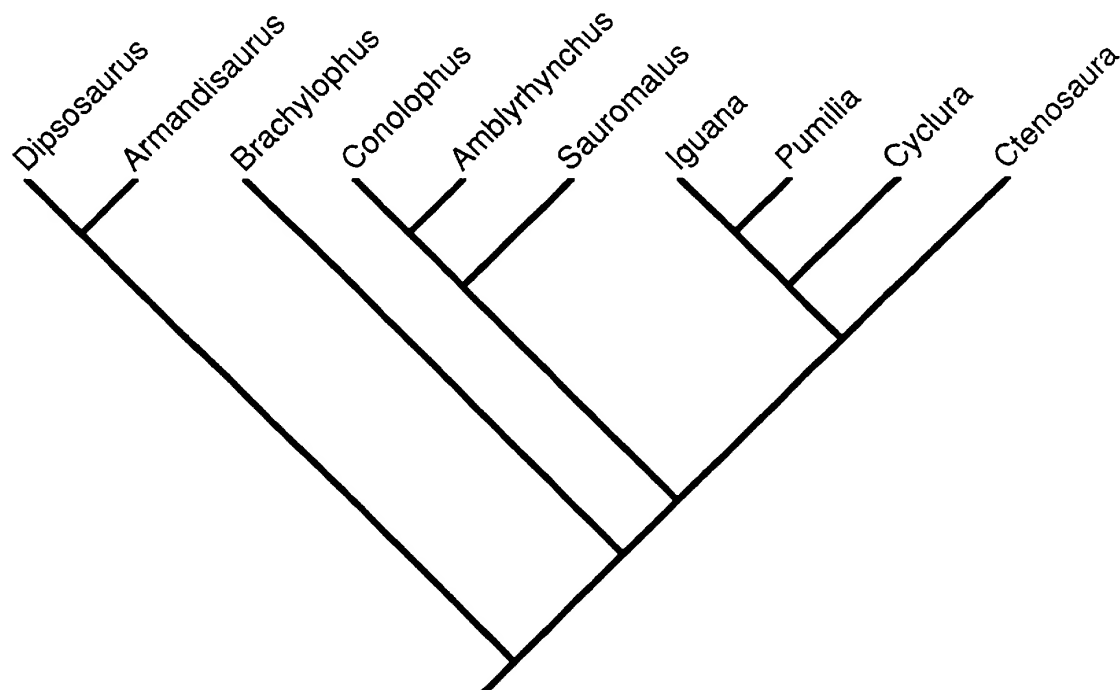 Dipsosaurus
Armandisaurus
Brachylophus
Conolophus
Amblyrhynchus
Sauromalus
Iguana
Pumilia
Cyclura
Ctenosaura